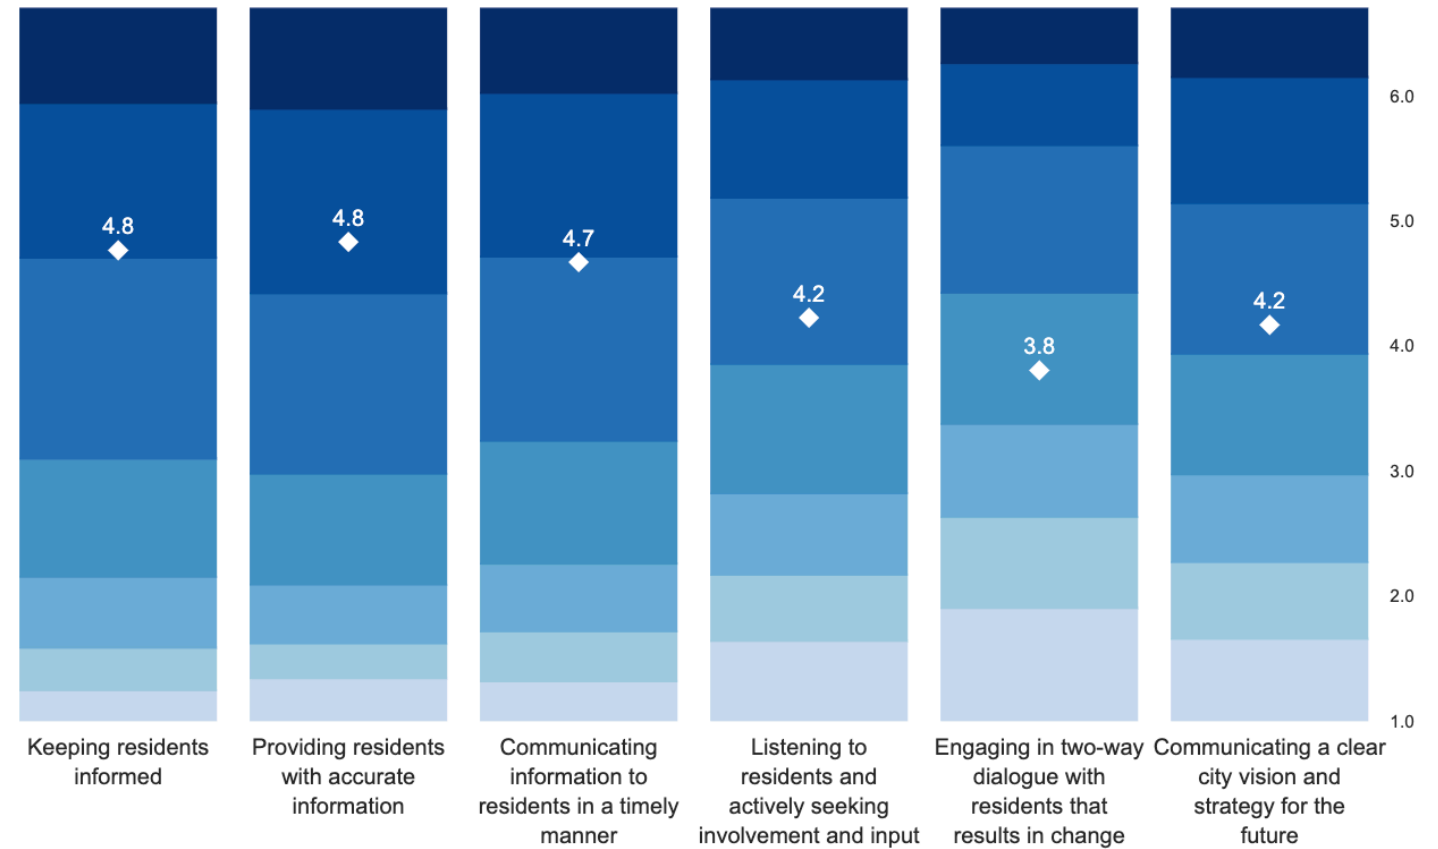 4.8
4.8
4.7
4.2
3.8
4.2
6.0
5.0
4.0
3.0
2.0
1.0
Keeping residents
informed
Providing residents
with accurate
information
Communicating
information to
residents in a timely
manner
Listening to
residents and
actively seeking
involvement and input
Engaging in two-way
dialogue with
residents that
results in change
Communicating a clear
city vision and
strategy for the
future